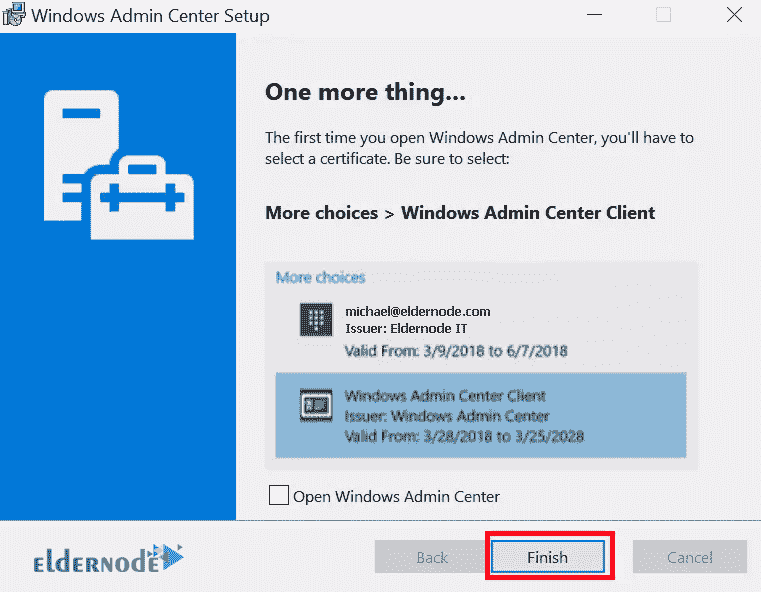 Windows Admin Center Setup
One more thing...
The first time you open Windows Admin Center, you'll have to
select a certificate. Be sure to select:
More choices > Windows Admin Center Client
More choices
michael@eldernode.com
Issuer: Eldernode IT
Valid From: 3/9/2018 to 6/7/2018
Windows Admin Center Client
Issuer: Windows Admin Center
Valid From: 3/28/2018 to 3/25/2028
Open Windows Admin Center
eldernode
Back
Finish
Cancel